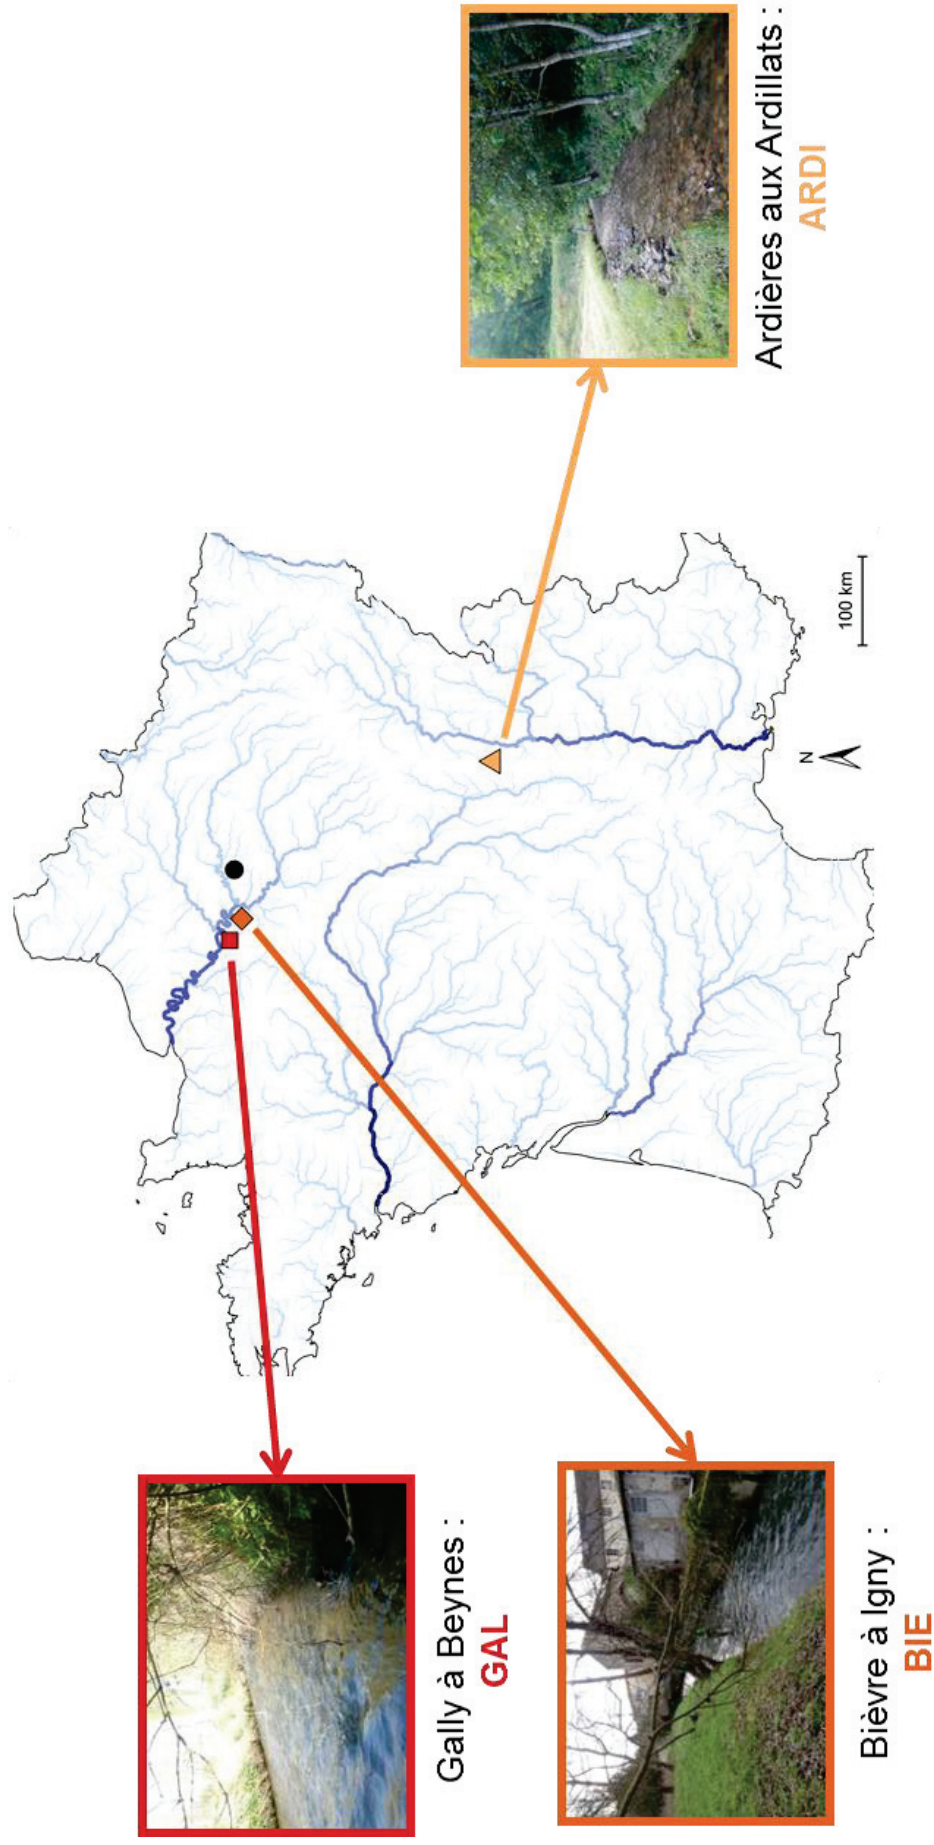 Gally à Beynes :
GAL
Bièvre à Igny :
BIE
N
100 km
Ardières aux Ardillats :
ARDI